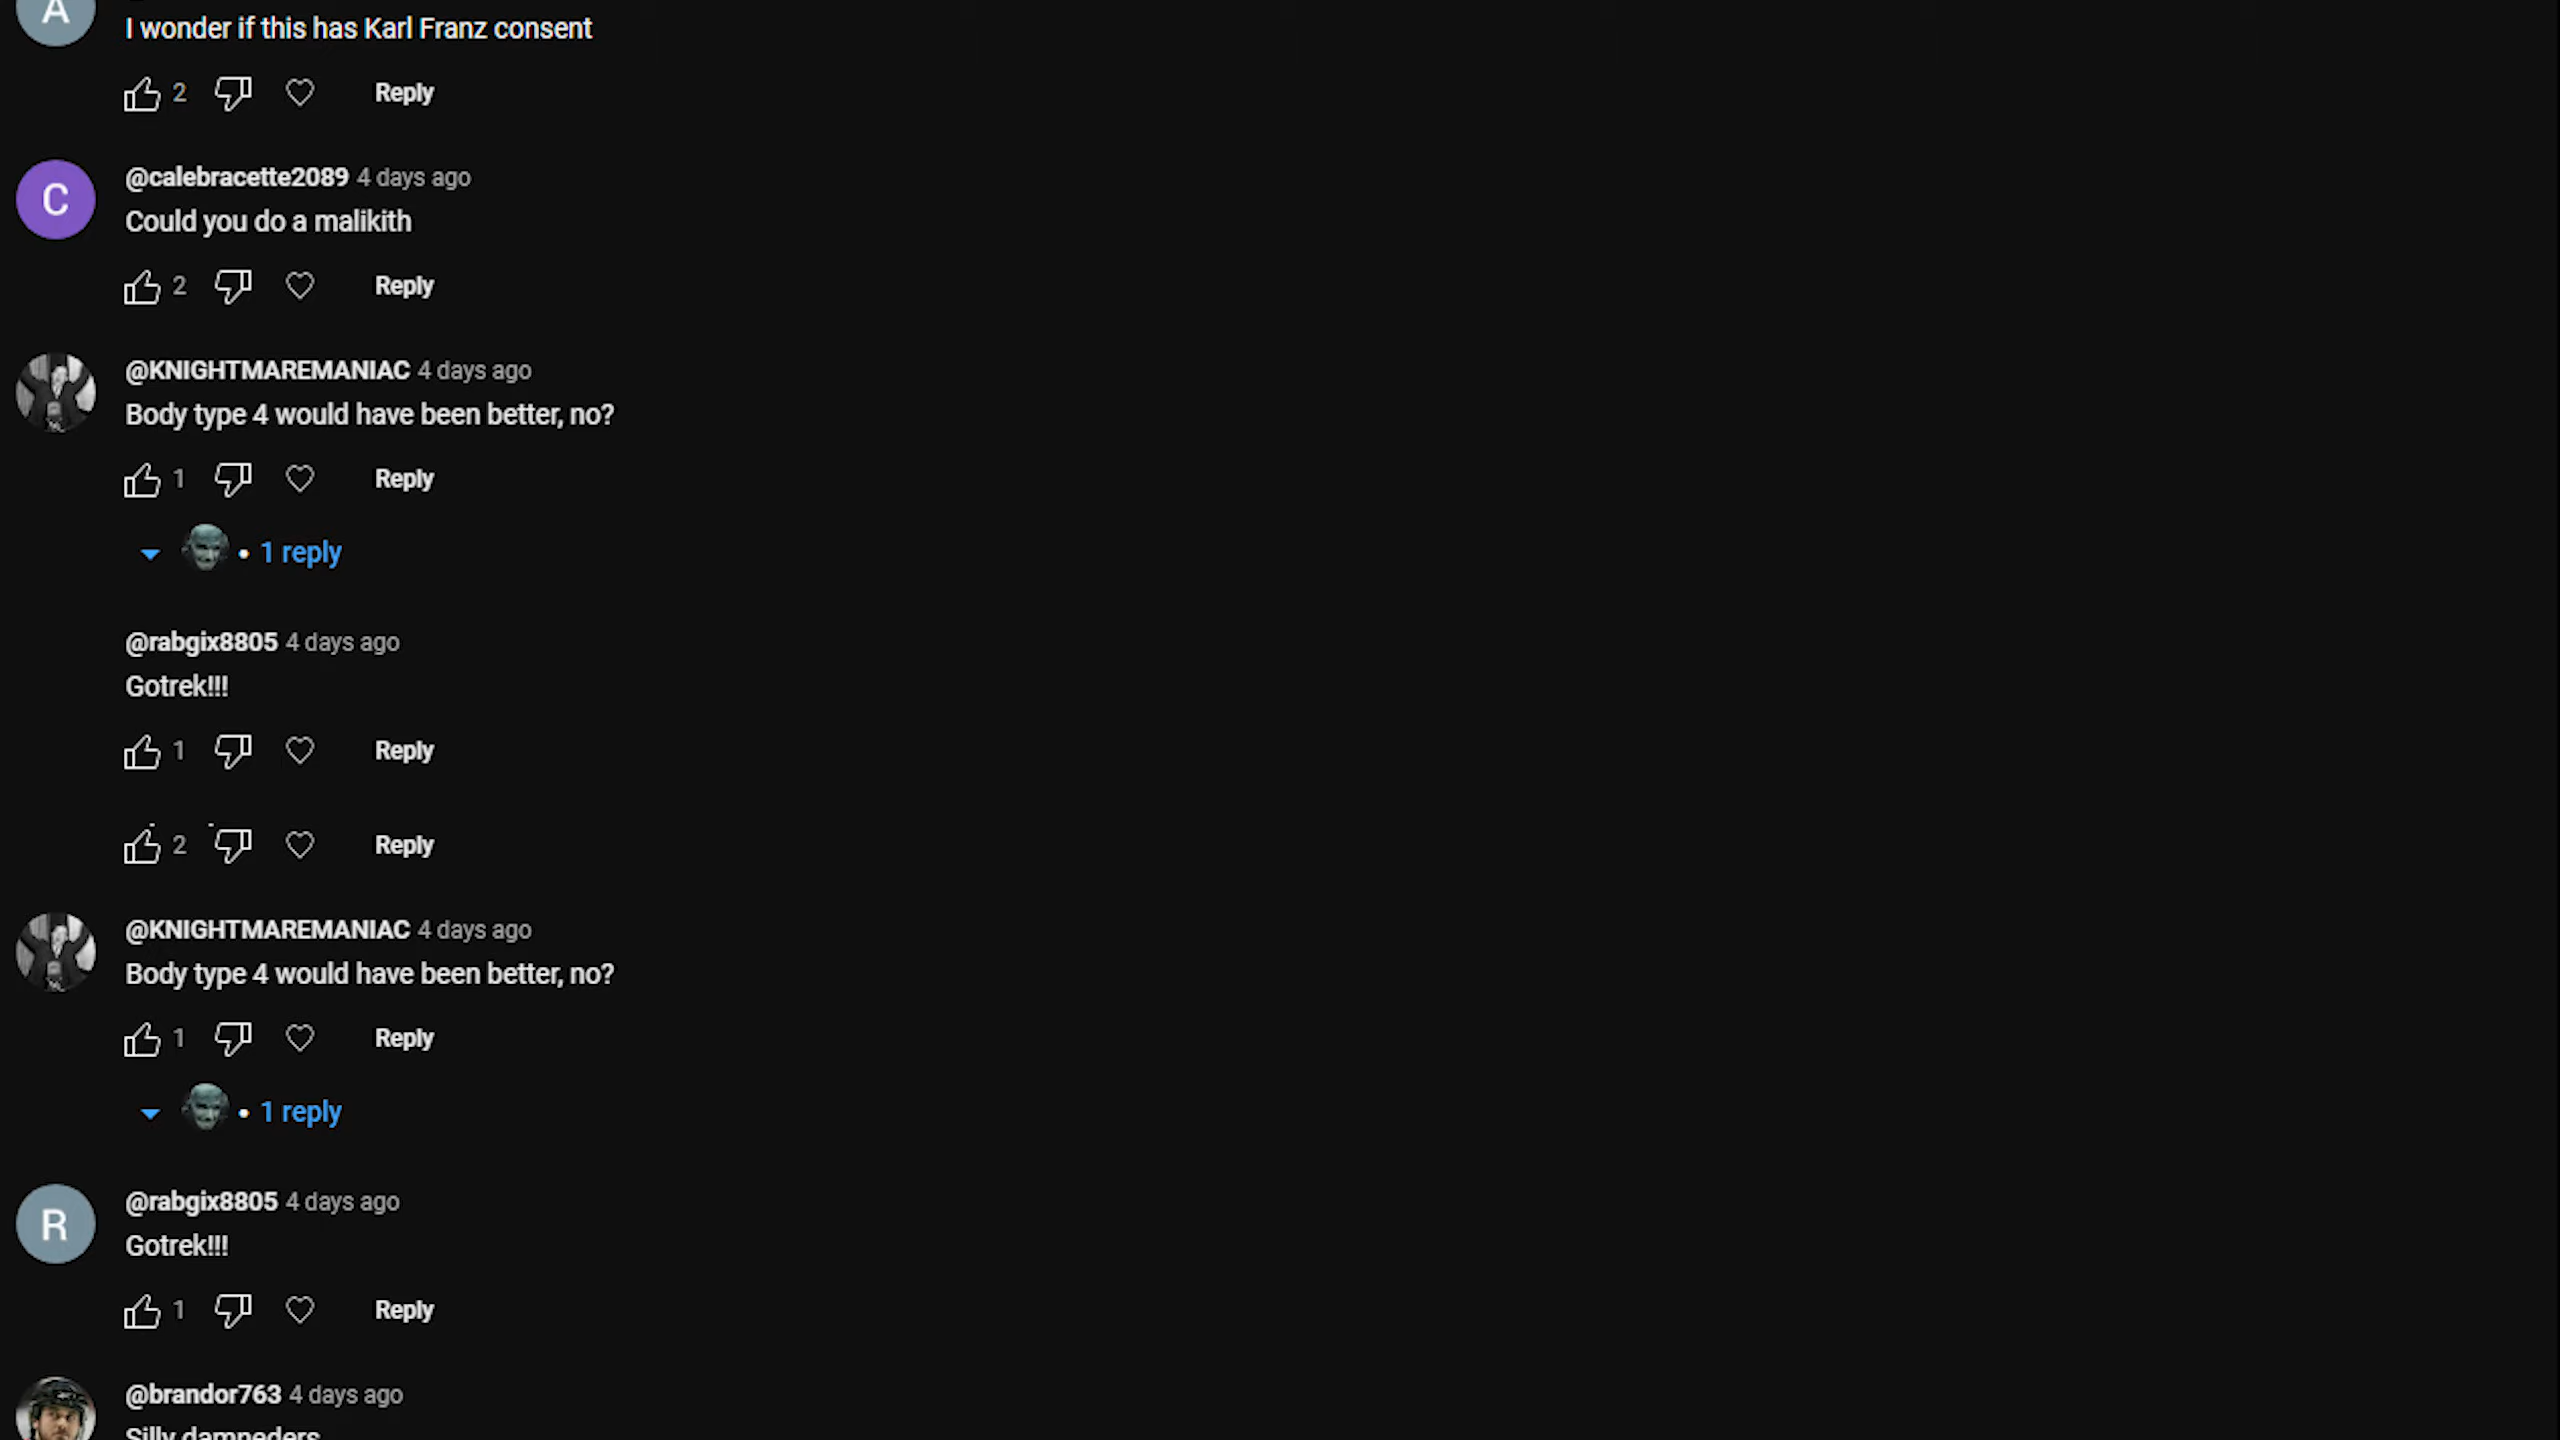 A
I wonder if this has Karl Franz consent
2 Reply
C
@calebracette2089 4 days ago
Could you do a malikith
2 Reply
@KNIGHTMAREMANIAC 4 days ago
Body type 4 would have been better, no?
1 Reply
• 1 reply
@rabgix8805 4 days ago
Gotrek!!!
1 Reply
2 Reply
@KNIGHTMAREMANIAC 4 days ago
Body type 4 would have been better, no?
1 Reply
• 1 reply
R
@rabgix8805 4 days ago
Gotrek!!!
1 Reply
@brandor763 4 days ago
Silly damneders